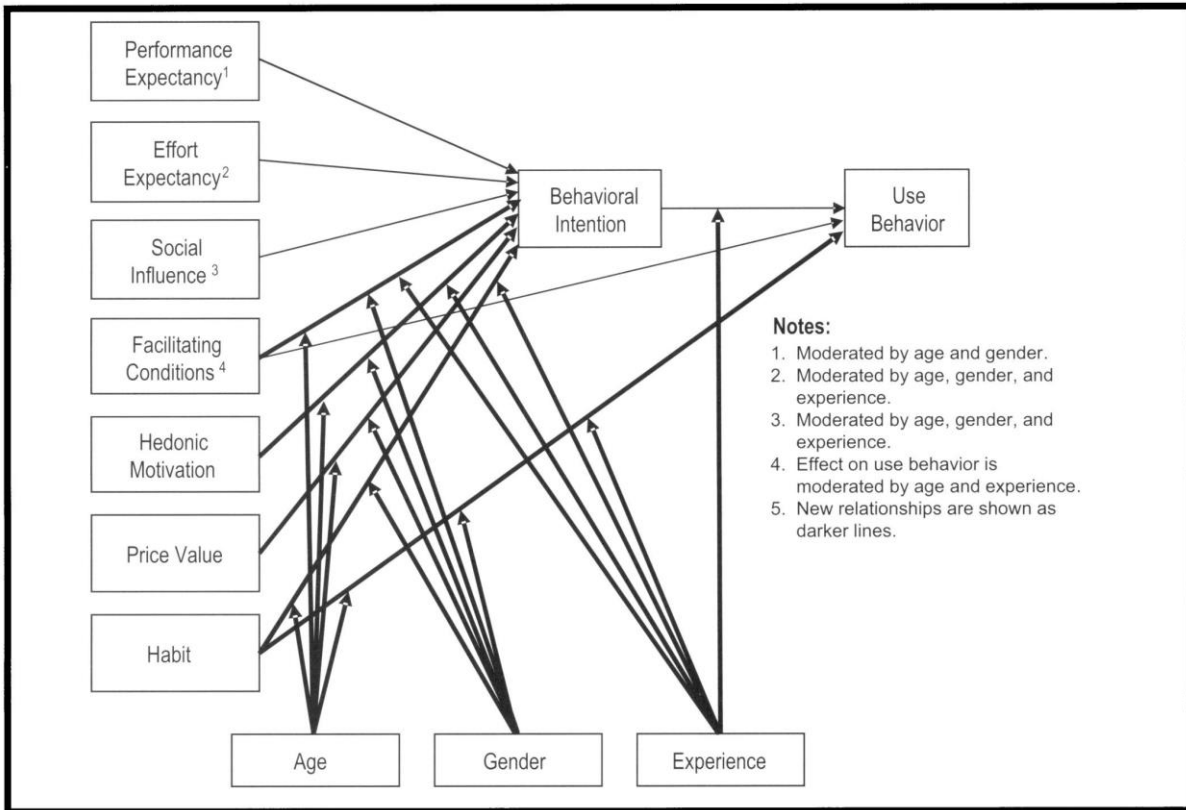 Performance
Expectancy1
Effort
Expectancy2
Social
Influence 3
Facilitating
Conditions 4
Hedonic
Motivation
Price Value
Habit
Behavioral
Intention
Use
Behavior
Notes:
1. Moderated by age and gender.
2. Moderated by age, gender, and
experience.
3. Moderated by age, gender, and
experience.
4. Effect on use behavior is
moderated by age and experience.
5. New relationships are shown as
darker lines.
Age
Gender
Experience